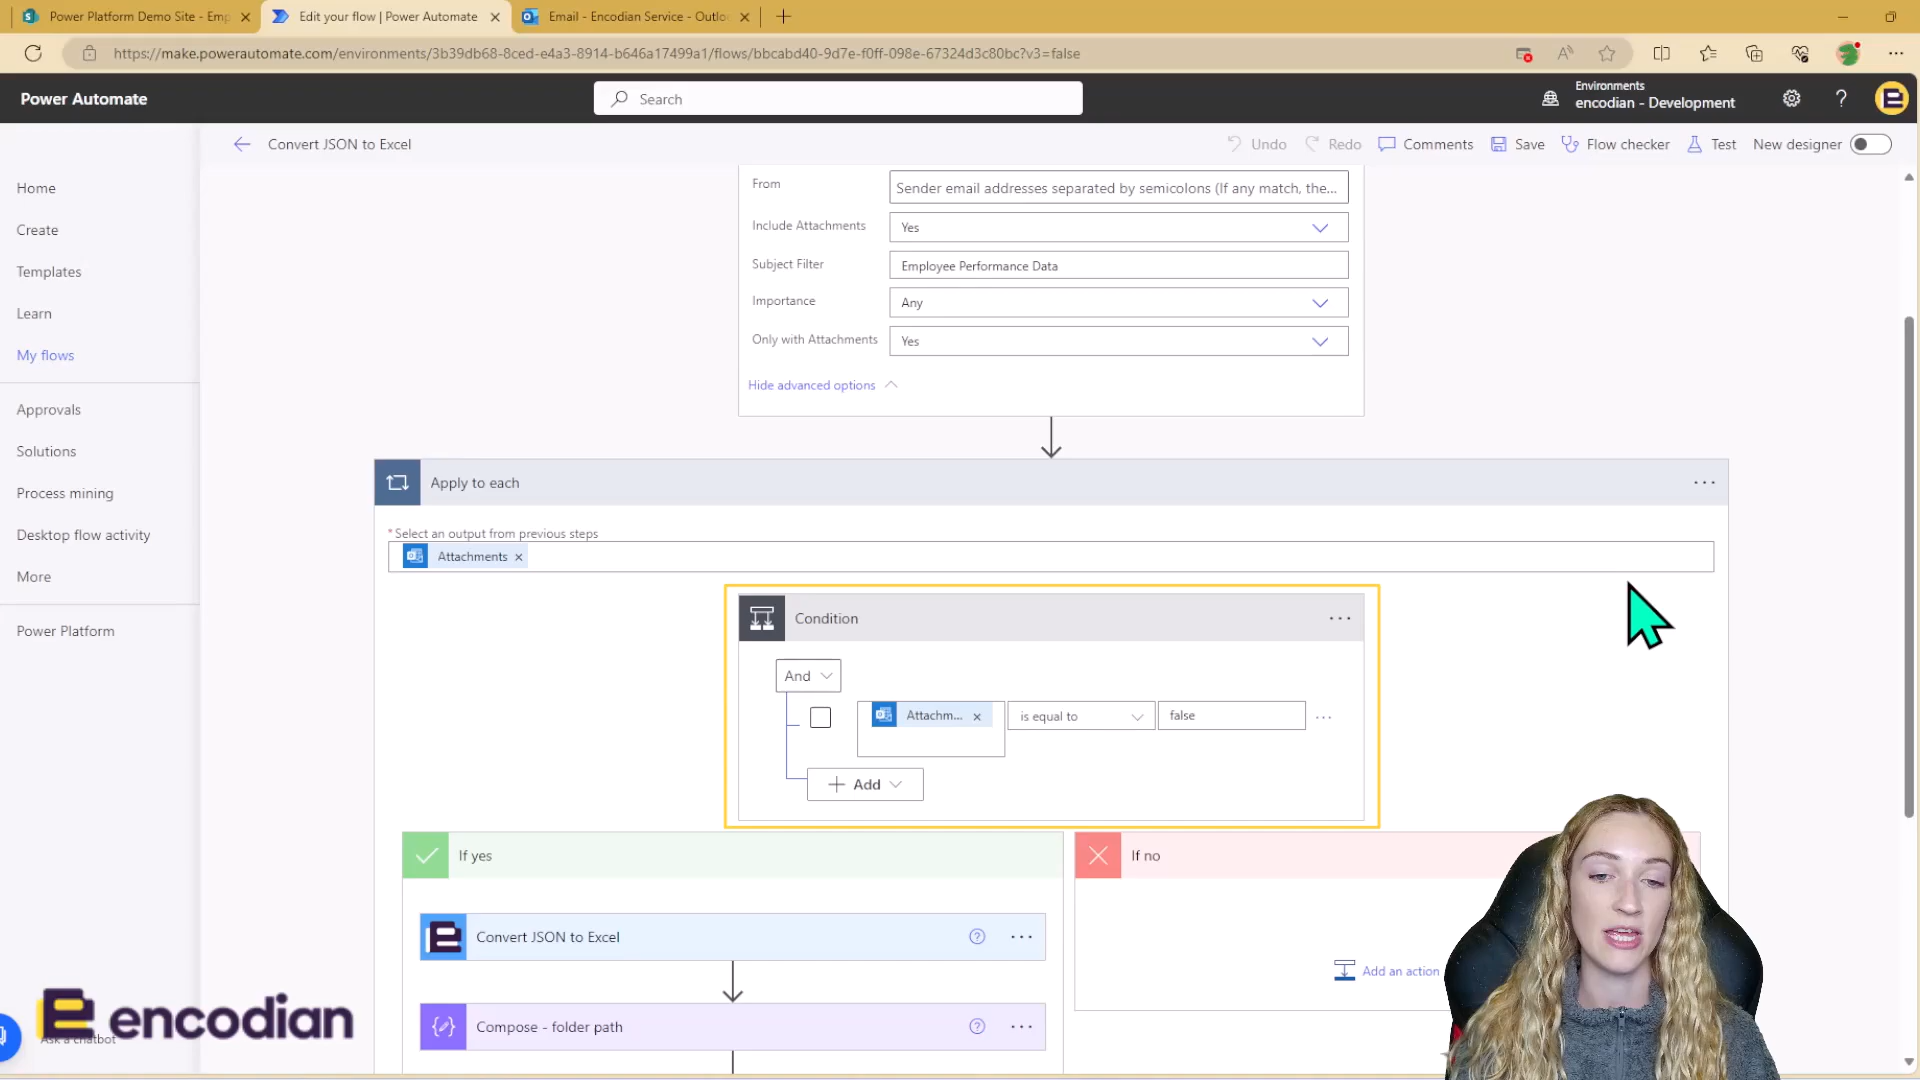 Power Platform Demo Site - Emp
Edit your flow | Power Automate
Email - Encodian Service - Outlo
https://make.powerautomate.com/environments/3b39db68-8ced-e4a3-8914-b646a17499a1/flows/bbcabd40-9d7e-f0ff-098e-67324d3c80bc?v3=false
Power Automate
Search
Environments
encodian - Development
Convert JSON to Excel
Undo
Redo
Comments
Save
Flow checker
Test
New designer
Home
Create
Templates
Learn
My flows
Approvals
Solutions
Process mining
Desktop flow activity
More
Power Platform
Ask a chatbot
From
Sender email addresses separated by semicolons (If any match, the...
Include Attachments
Yes
Subject Filter
Employee Performance Data
Importance
Any
Only with Attachments
Yes
Hide advanced options
Apply to each
* Select an output from previous steps
Attachments
Condition
And
Attachm...
is equal to
false
Add
If yes
Convert JSON to Excel
Compose - folder path
If no
Add an action
encodian